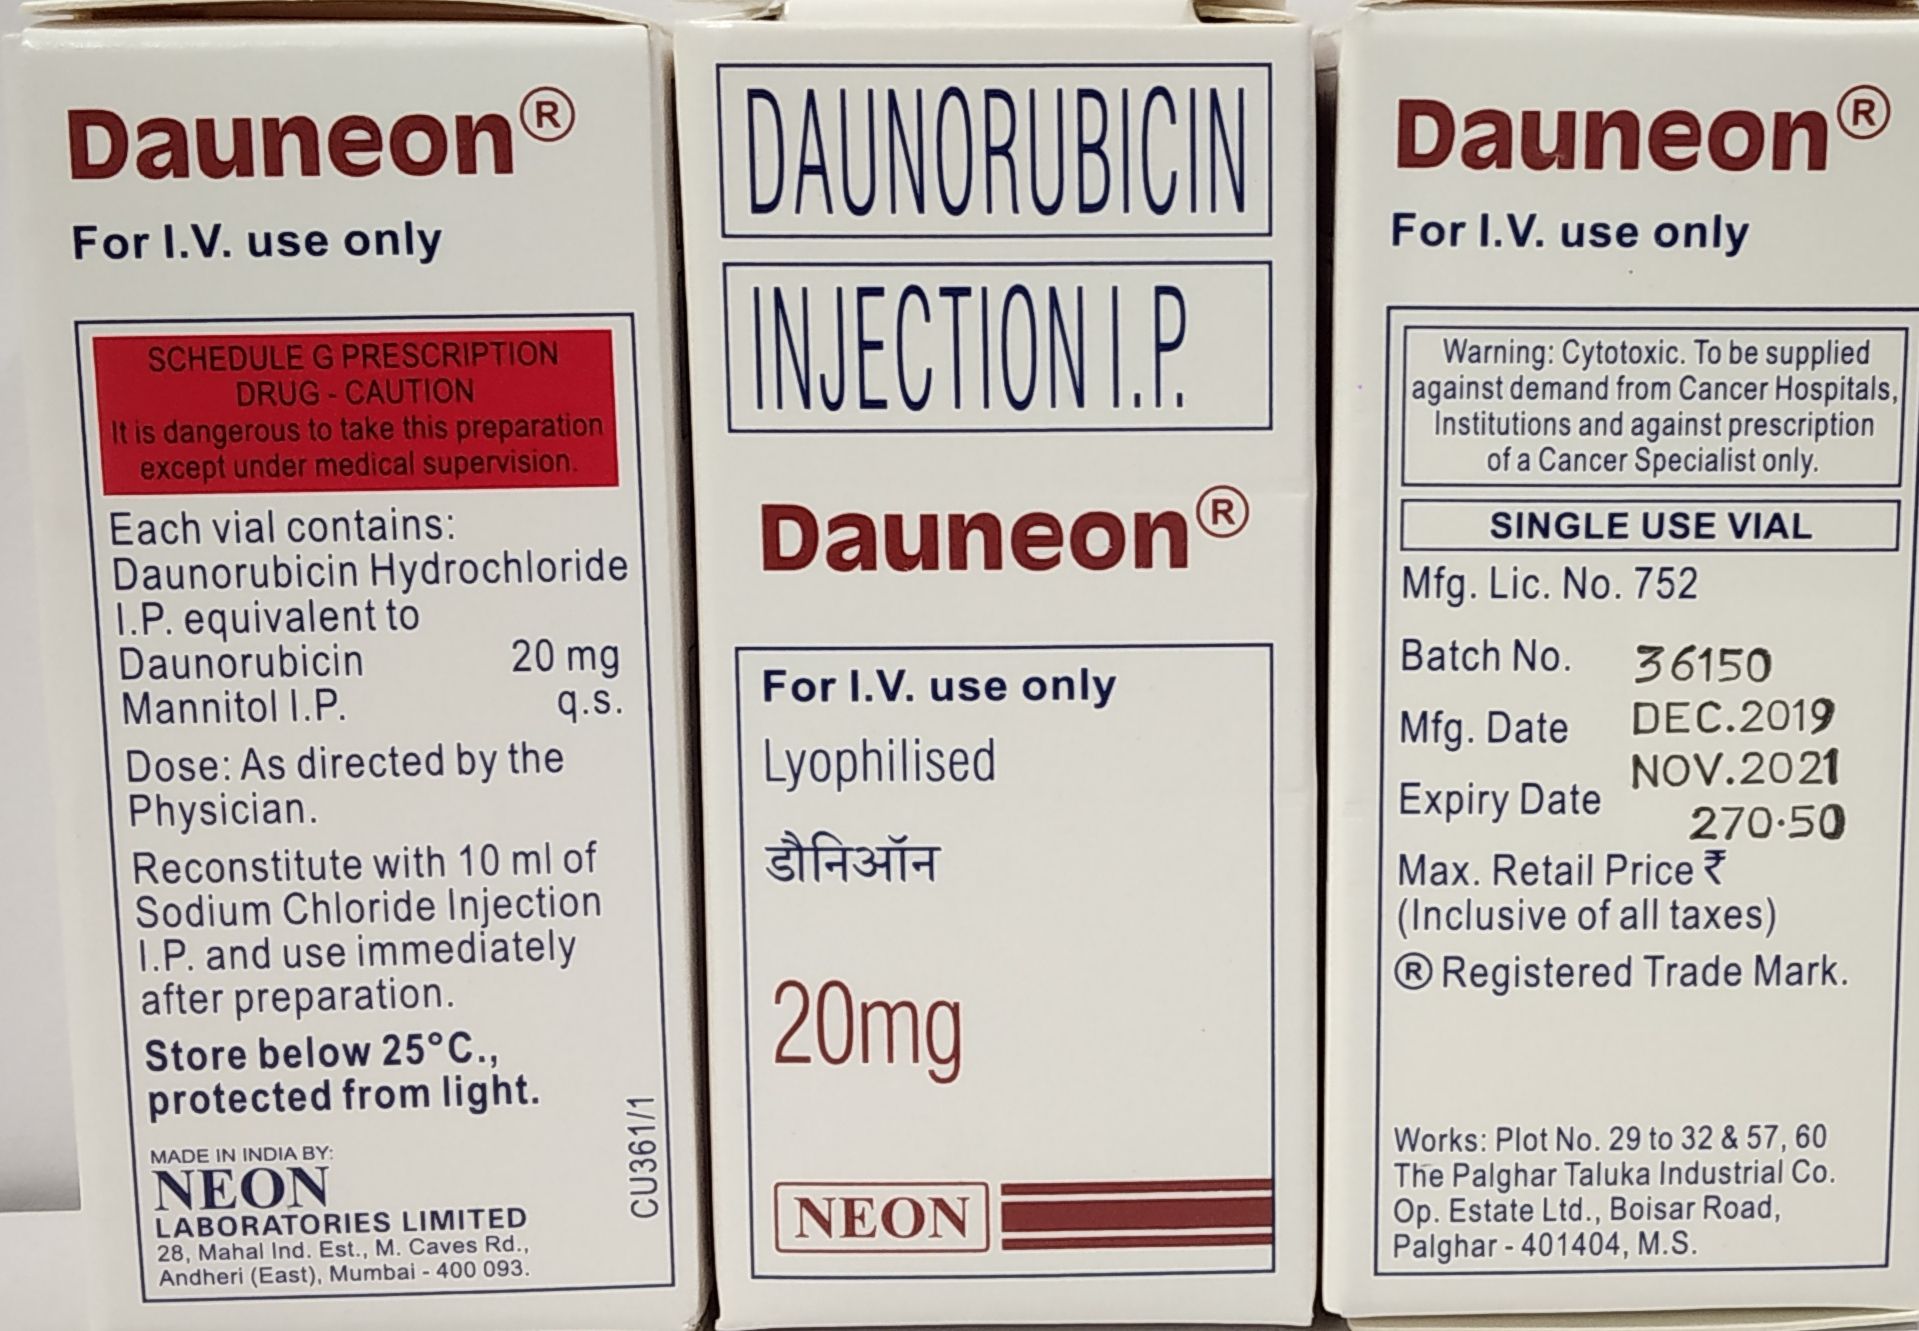 Dauneon®
For I.V. use only
SCHEDULE G PRESCRIPTION
DRUG - CAUTION
It is dangerous to take this preparation
except under medical supervision.
Each vial contains:
Daunorubicin Hydrochloride
I.P. equivalent to
Daunorubicin 20 mg
Mannitol I.P. q.s.
Dose: As directed by the
Physician.
Reconstitute with 10 ml of
Sodium Chloride Injection
I.P. and use immediately
after preparation.
Store below 25°C.,
protected from light.
MADE IN INDIA BY:
NEON
LABORATORIES LIMITED
28, Mahal Ind. Est., M. Caves Rd.,
Andheri (East), Mumbai - 400 093.
CU361/1
DAUNORUBICIN
INJECTION I.P.
Dauneon®
For I.V. use only
Lyophilised
डौनिऑन
20mg
NEON
Dauneon®
For I.V. use only
Warning: Cytotoxic. To be supplied
against demand from Cancer Hospitals,
Institutions and against prescription
of a Cancer Specialist only.
SINGLE USE VIAL
Mfg. Lic. No. 752
Batch No. 36150
Mfg. Date DEC.2019
Expiry Date NOV.2021
270.50
Max. Retail Price ₹
(Inclusive of all taxes)
® Registered Trade Mark.
Works: Plot No. 29 to 32 & 57, 60
The Palghar Taluka Industrial Co.
Op. Estate Ltd., Boisar Road,
Palghar - 401404, M.S.